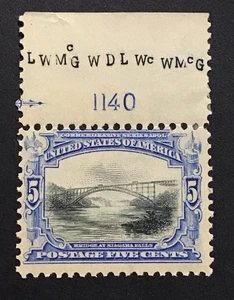 LWMcG WDL Wc WMcG
1140
COMMEMORATIVE SERIES, 1901.
UNITED STATES OF AMERICA
5 5
BRIDGE AT NIAGARA FALLS
POSTAGE FIVE CENTS